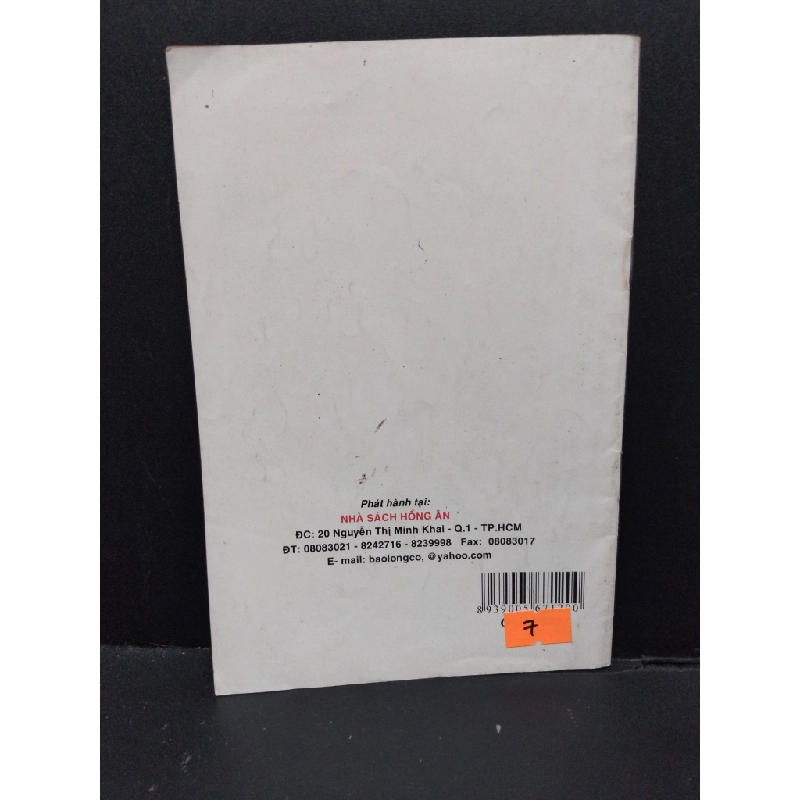 Phát hành tại:
NHÀ SÁCH HỒNG ÂN
ĐC: 20 Nguyễn Thị Minh Khai - Q.1 - TP.HCM
ĐT: 08083021 - 8242716 - 8239998 Fax: 08083017
E- mail: baolongco, @yahoo.com
7